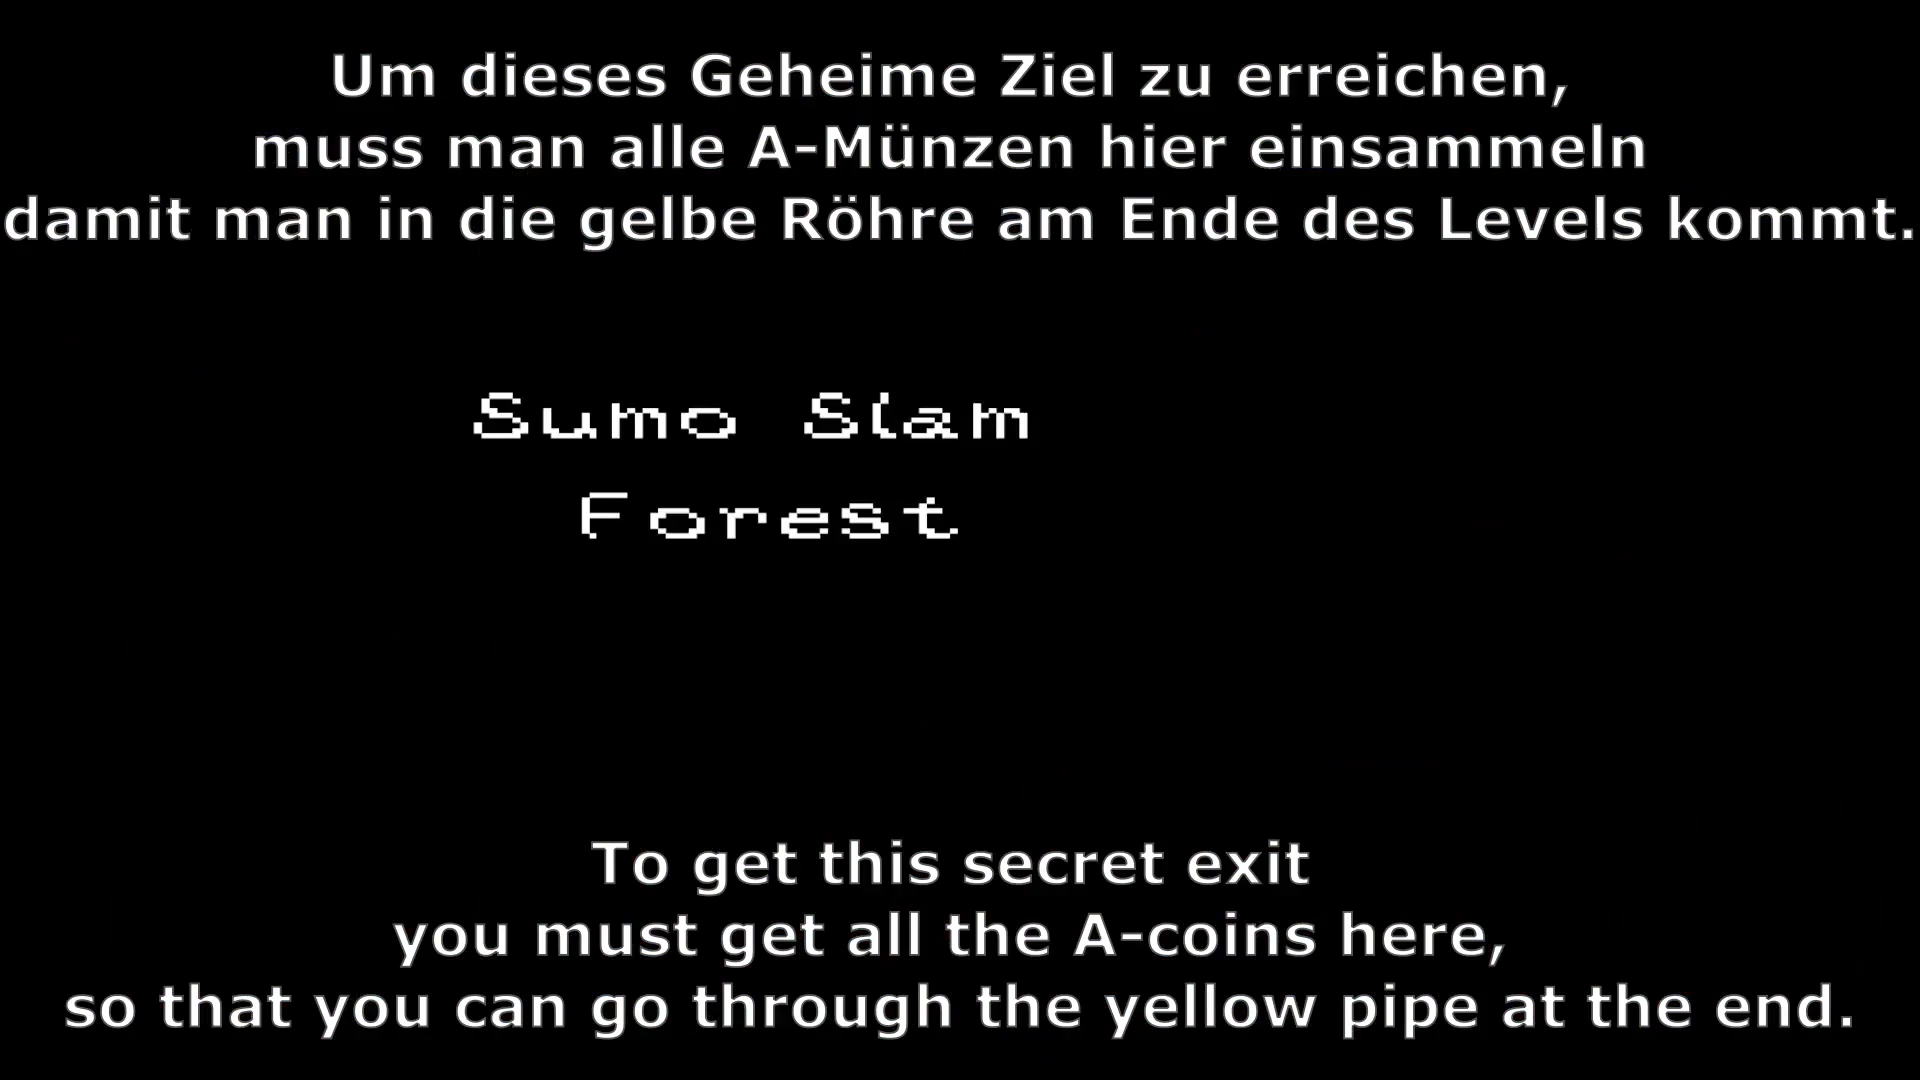 Um dieses Geheime Ziel zu erreichen,
muss man alle A-Münzen hier einsammeln
damit man in die gelbe Röhre am Ende des Levels kommt.
Sumo Slam
Forest
To get this secret exit
you must get all the A-coins here,
so that you can go through the yellow pipe at the end.